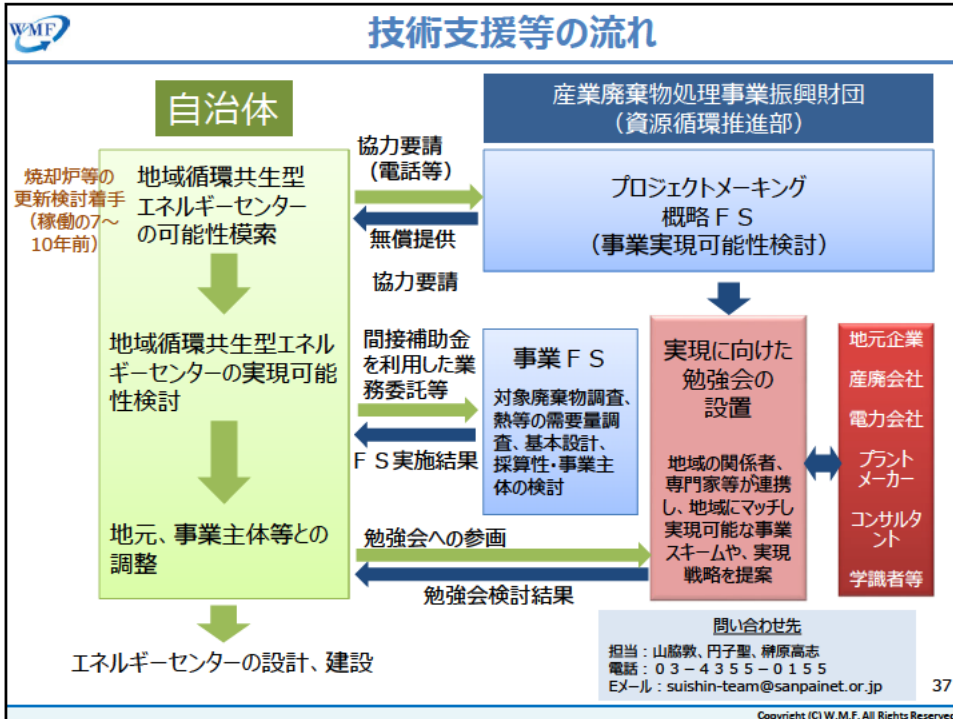 WMF
技術支援等の流れ
自治体
産業廃棄物処理事業振興財団
（資源循環推進部）
焼却炉等の
更新検討着手
（稼働の7～
10年前）
地域循環共生型
エネルギーセンター
の可能性模索
協力要請
（電話等）
無償提供
プロジェクトメーキング
概略ＦＳ
（事業実現可能性検討）
協力要請
地域循環共生型エネル
ギーセンターの実現可能
性検討
間接補助金
を利用した業
務委託等
ＦＳ実施結果
事業ＦＳ
対象廃棄物調査、
熱等の需要量調
査、基本設計、
採算性・事業主
体の検討
実現に向けた
勉強会の
設置
地域の関係者、
専門家等が連携
し、地域にマッチし
実現可能な事業
スキームや、実現
戦略を提案
地元企業
産廃会社
電力会社
プラント
メーカー
コンサルタ
ント
学識者等
地元、事業主体等との
調整
勉強会への参画
勉強会検討結果
エネルギーセンターの設計、建設
問い合わせ先
担当：山脇敦、円子聖、榊原高志
電話：０３－４３５５－０１５５
Eメール：suishin-team@sanpainet.or.jp
37
Copyright (C) W.M.F. All Rights Reserved